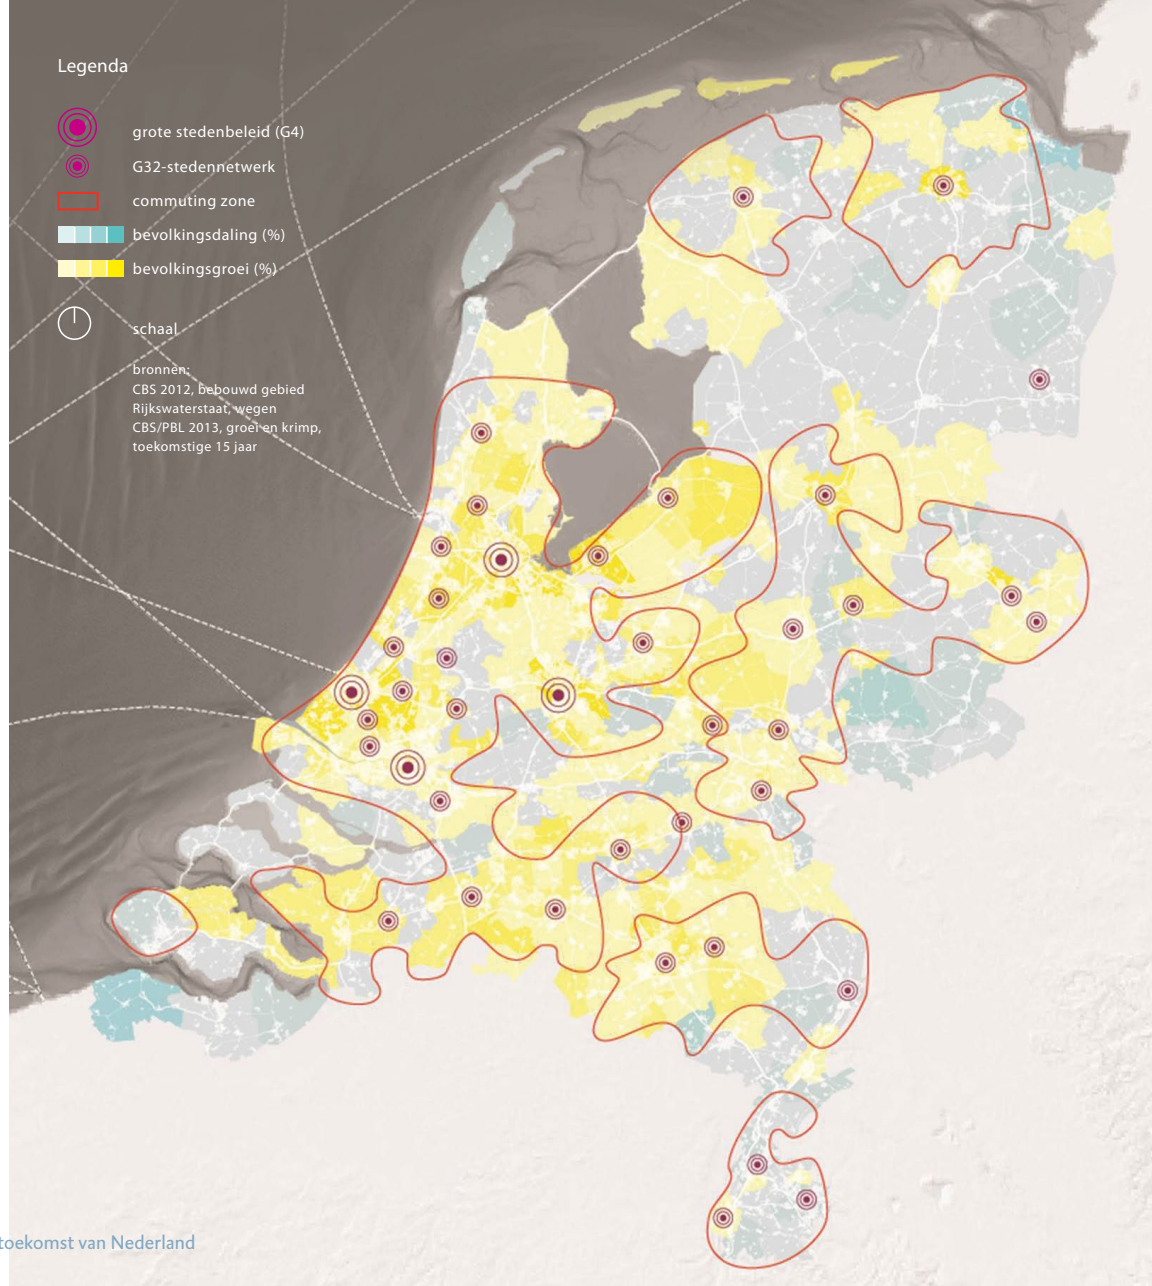 Legenda
grote stedenbeleid (G4)
G32-stedennetwerk
commuting zone
bevolkingsdaling (%)
bevolkingsgroei (%)
schaal
bronnen:
CBS 2012, bebouwd gebied
Rijkswaterstaat, wegen
CBS/PBL 2013, groei en krimp,
toekomstige 15 jaar
toekomst van Nederland